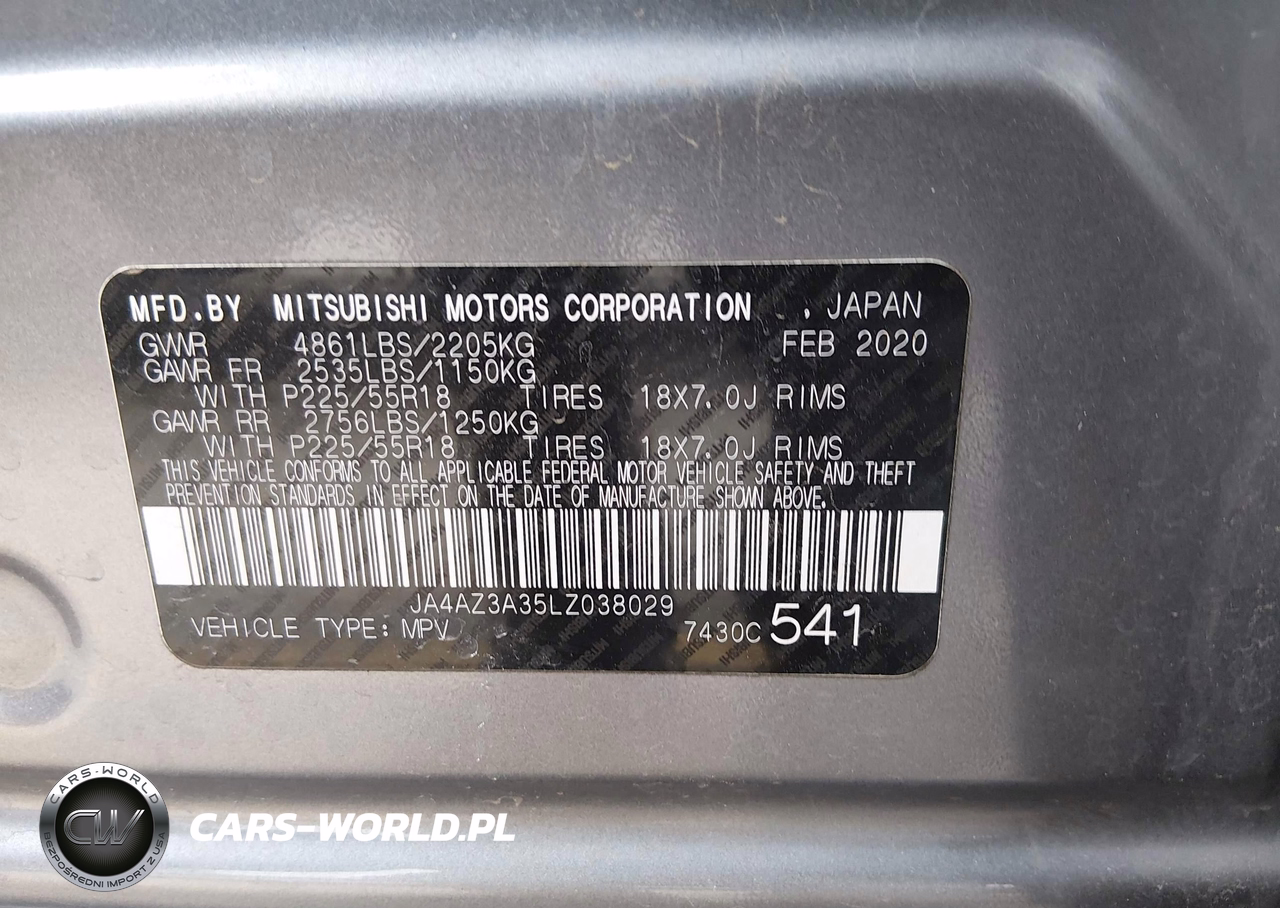 MFD.BY MITSUBISHI MOTORS CORPORATION . JAPAN
GVWR 4861LBS/2205KG FEB 2020
GAWR FR 2535LBS/1150KG
WITH P225/55R18 TIRES 18X7.0J RIMS
GAWR RR 2756LBS/1250KG
WITH P225/55R18 TIRES 18X7.0J RIMS
THIS VEHICLE CONFORMS TO ALL APPLICABLE FEDERAL MOTOR VEHICLE SAFETY AND THEFT
PREVENTION STANDARDS IN EFFECT ON THE DATE OF MANUFACTURE SHOWN ABOVE.
JA4AZ3A35LZ038029
VEHICLE TYPE: MPV 7430C 541
CARS-WORLD
CW
BEZPOŚREDNI IMPORT Z USA
CARS-WORLD.PL